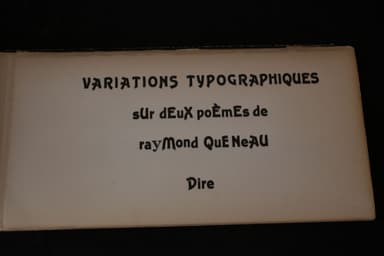 VARIATIONS TYPOGRAPHIQUES
sUr dEuX poÈmEs de
rayMond QuENeAU
Dire